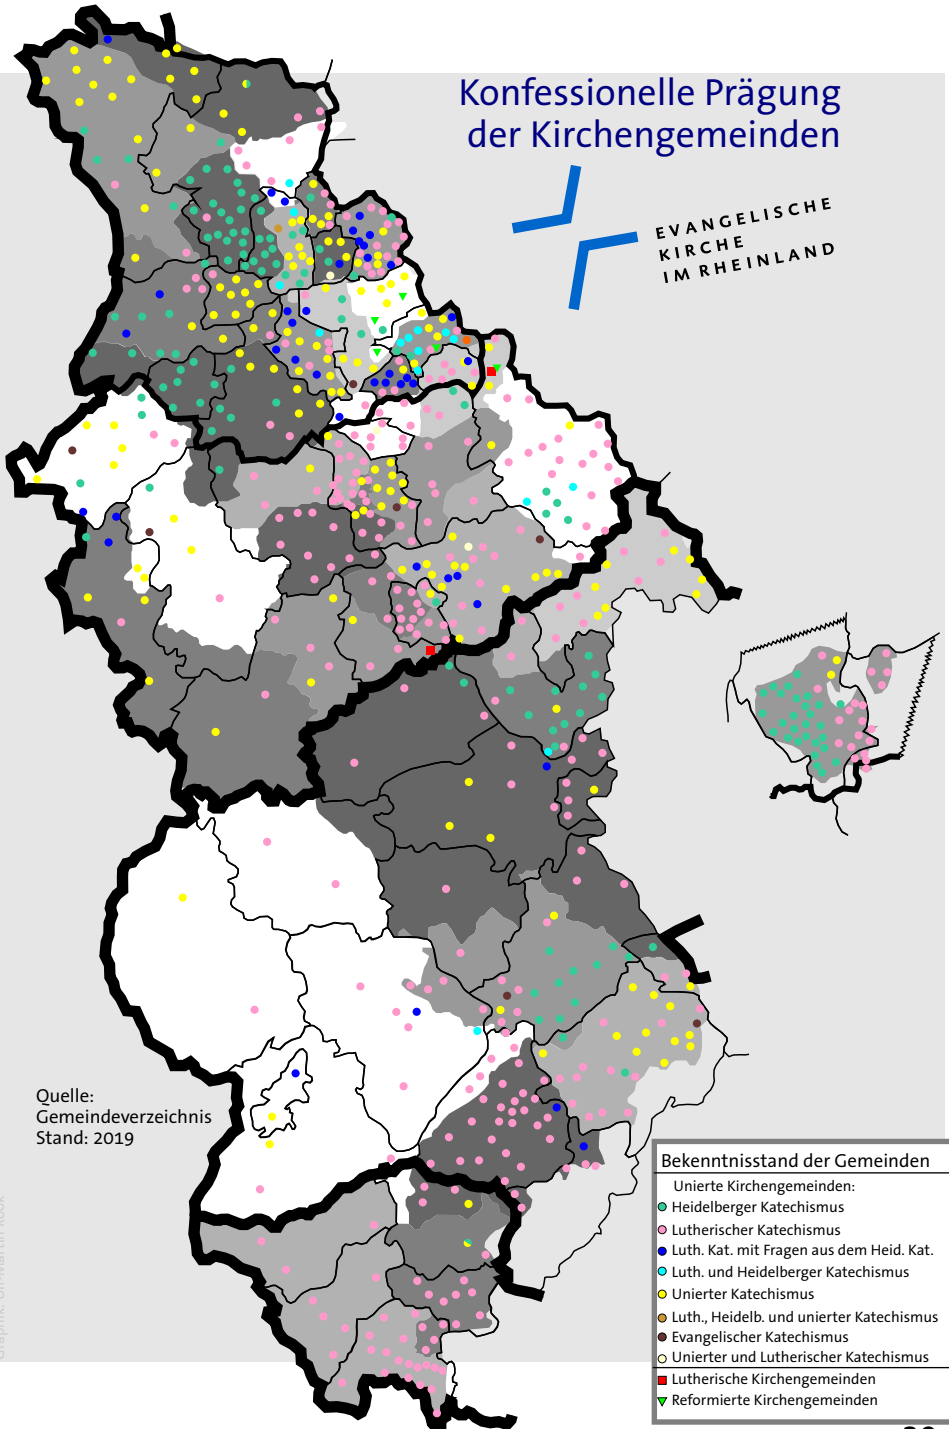 Konfessionelle Prägung
der Kirchengemeinden
EVANGELISCHE
KIRCHE
IM RHEINLAND
Quelle:
Gemeindeverzeichnis
Stand: 2019
Bekenntnisstand der Gemeinden
Unierte Kirchengemeinden:
Heidelberger Katechismus
Lutherischer Katechismus
Luth. Kat. mit Fragen aus dem Heid. Kat.
Luth. und Heidelberger Katechismus
Unierter Katechismus
Luth., Heidelb. und unierter Katechismus
Evangelischer Katechismus
Unierter und Lutherischer Katechismus
Lutherische Kirchengemeinden
Reformierte Kirchengemeinden